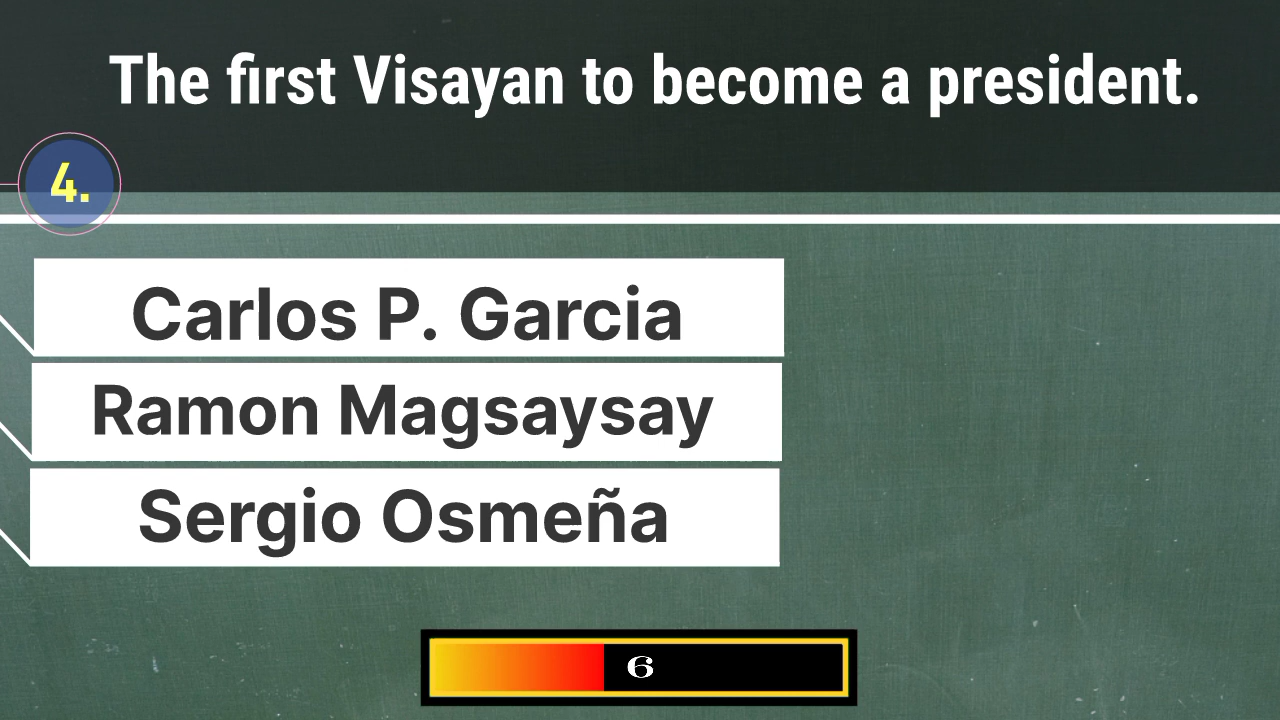 The first Visayan to become a president.
4.
Carlos P. Garcia
Ramon Magsaysay
Sergio Osmeña
6